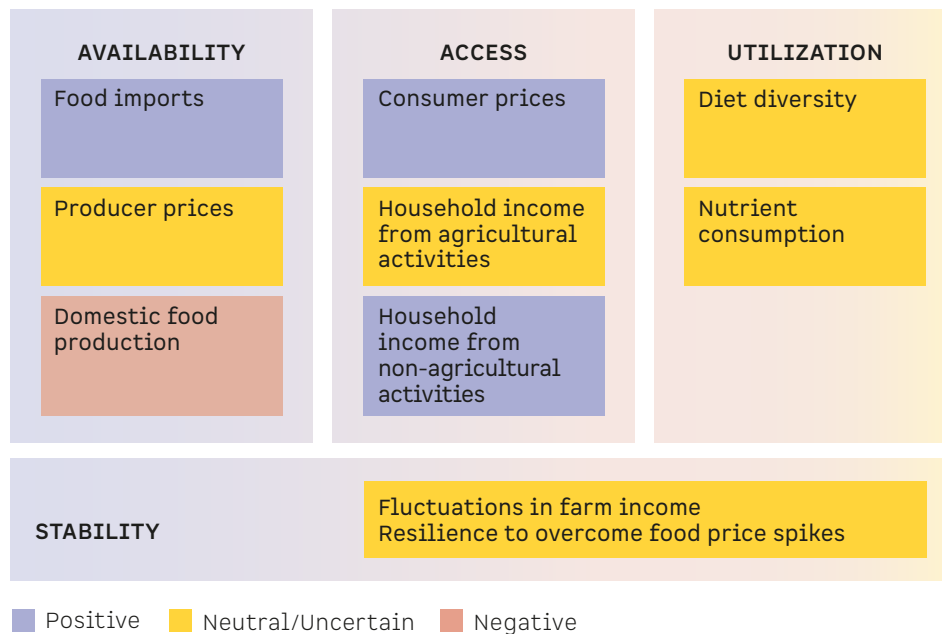 AVAILABILITY
Food imports
Producer prices
Domestic food
production
ACCESS
Consumer prices
Household income
from agricultural
activities
Household
income from
non-agricultural
activities
UTILIZATION
Diet diversity
Nutrient
consumption
STABILITY
Fluctuations in farm income
Resilience to overcome food price spikes
Positive
Neutral/Uncertain
Negative